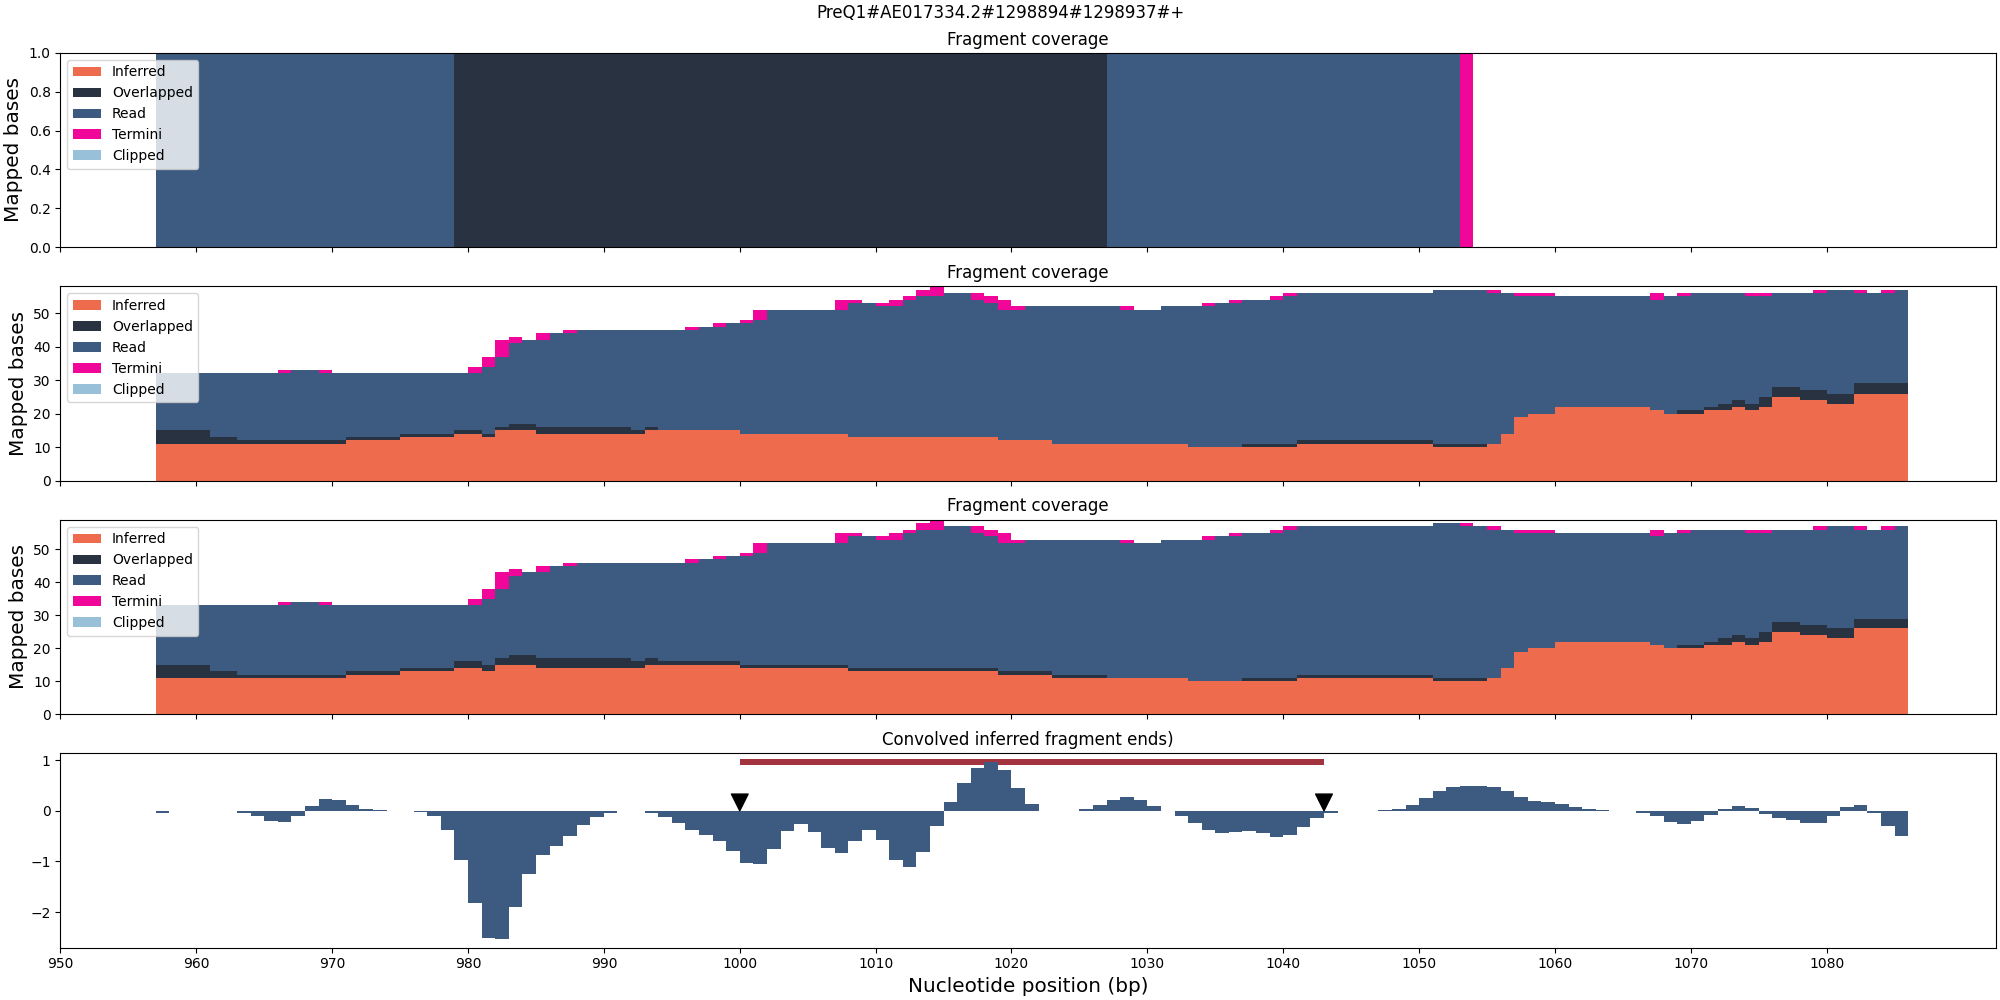 PreQ1#AE017334.2#1298894#1298937#+
Fragment coverage
Mapped bases
1.0
0.8
0.6
0.4
0.2
0.0
Inferred
Overlapped
Read
Termini
Clipped
Fragment coverage
Mapped bases
50
40
30
20
10
0
Inferred
Overlapped
Read
Termini
Clipped
Fragment coverage
Mapped bases
50
40
30
20
10
0
Inferred
Overlapped
Read
Termini
Clipped
Convolved inferred fragment ends)
1
0
−1
−2
950 960 970 980 990 1000 1010 1020 1030 1040 1050 1060 1070 1080
Nucleotide position (bp)